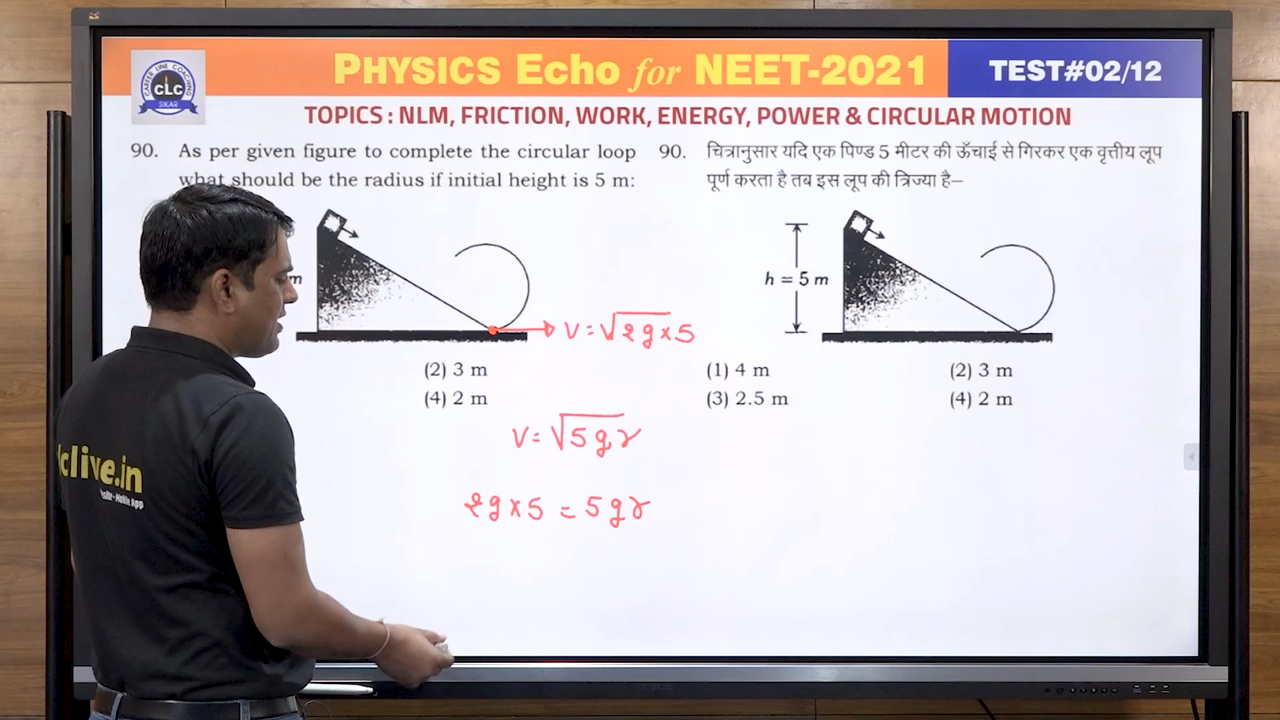 PHYSICS Echo for NEET-2021
TEST#02/12
CAREER LINE COACHING
CLC
SIKAR
TOPICS : NLM, FRICTION, WORK, ENERGY, POWER & CIRCULAR MOTION
90. As per given figure to complete the circular loop
what should be the radius if initial height is 5 m:
m
(2) 3 m
(4) 2 m
90. चित्रानुसार यदि एक पिण्ड 5 मीटर की ऊँचाई से गिरकर एक वृत्तीय लूप
पूर्ण करता है तब इस लूप की त्रिज्या है–
h = 5 m
(1) 4 m (2) 3 m
(3) 2.5 m (4) 2 m
V = √2g×5
V = √5gr
2g×5 = 5gr
clclive.in